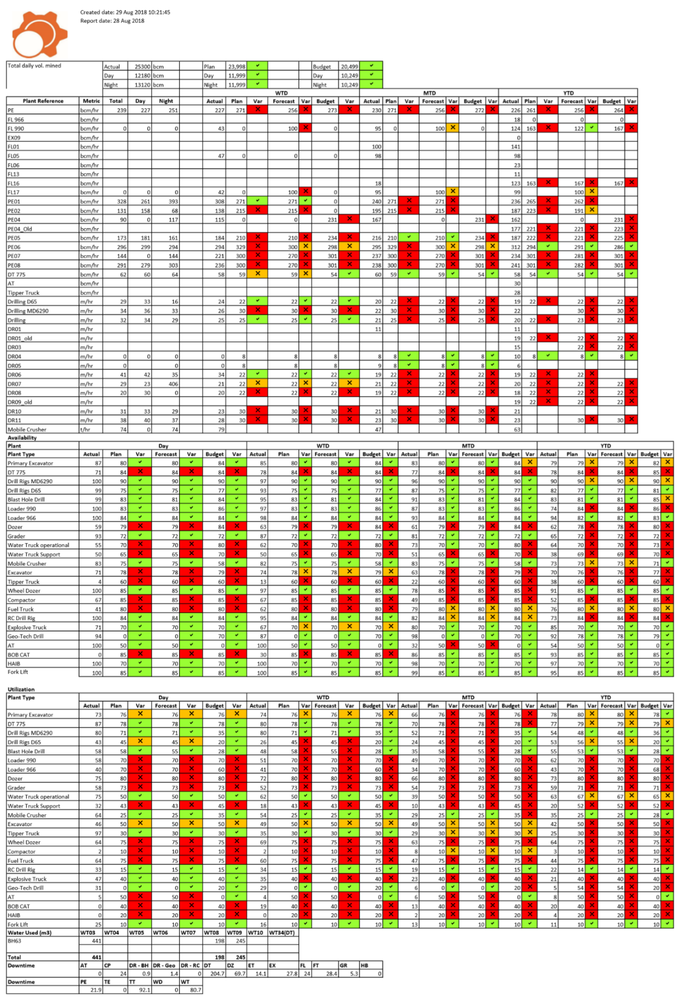 Created date: 29 Aug 2018 10:21:45
Report date: 28 Aug 2018
Total daily vol. mined Actual 25300 bcm Plan 23,998 Budget 20,499
Day 12180 bcm Day 11,999 Day 10,249
Night 13120 bcm Night 11,999 Night 10,249
WTD MTD YTD
Plant Reference Metric Total Day Night Actual Plan Var Forecast Var Budget Var Actual Plan Var Forecast Var Budget Var Actual Plan Var Forecast Var Budget Var
PE bcm/hr 239 227 251 227 271 256 273 230 271 256 272 226 261 256 264
FL 966 bcm/hr 18 0 0 0
FL 990 bcm/hr 0 0 0 43 0 100 0 95 0 100 0 124 163 122 167
EX09 bcm/hr 0
FL01 bcm/hr 100 141
FL05 bcm/hr 47 0 0 0 98 98
FL06 bcm/hr 23
FL13 bcm/hr 11
FL16 bcm/hr 18 123 163 167 167
FL17 bcm/hr 0 0 0 42 0 100 0 95 100 99 100
PE01 bcm/hr 328 261 393 308 271 271 0 240 271 271 236 265 262
PE02 bcm/hr 131 158 68 138 215 215 0 195 215 215 187 223 191
PE04 bcm/hr 90 0 117 115 0 0 231 167 0 231 162 0 231
PE04_Old bcm/hr 177 221 221 223
PE05 bcm/hr 173 181 161 184 210 210 234 216 210 210 234 187 222 221 225
PE06 bcm/hr 296 299 294 294 329 300 298 295 329 300 298 312 294 291 286
PE07 bcm/hr 144 0 144 221 300 270 301 237 300 270 301 234 301 281 301
PE08 bcm/hr 291 279 303 236 300 270 301 238 300 270 301 241 301 282 301
DT 775 bcm/hr 62 60 64 58 59 59 54 60 59 59 54 58 54 54 54
AT bcm/hr 30
Tipper Truck bcm/hr 28
Drilling D65 m/hr 29 33 16 24 22 22 22 20 22 22 22 19 22 22 22
Drilling MD6290 m/hr 34 36 33 26 30 30 30 22 30 30 30 22 30 30
Drilling m/hr 32 34 29 25 25 25 25 21 25 25 25 20 22 23 23
DR01 m/hr 11 11
DR01_old m/hr 19 22 22 22
DR03 m/hr 15 22 22
DR04 m/hr 0 0 0 0 8 8 8 8 8 8 8 10 8 8 8
DR05 m/hr 0 0 0 8 8 8 9 8 8 8 6
DR06 m/hr 41 42 35 34 22 22 22 19 22 22 22 19 22 22
DR07 m/hr 29 23 406 21 22 22 22 21 22 22 22 20 22 22 22
DR08 m/hr 20 30 0 20 22 22 22 19 22 22 22 18 22 22 22
DR09_old m/hr 19 22 22 22
DR10 m/hr 31 33 29 23 30 30 30 21 30 30 30 21
DR11 m/hr 38 40 37 28 30 30 30 23 30 30 30 23 30 30
Mobile Crusher t/hr 74 0 74 79 47 63
Availability
Plant Day WTD MTD YTD
Plant Type Actual Plan Var Forecast Var Budget Var Actual Plan Var Forecast Var Budget Var Actual Plan Var Forecast Var Budget Var Actual Plan Var Forecast Var Budget Var
Primary Excavator 87 80 80 84 85 80 80 84 83 80 80 84 79 79 79 82
DT 775 71 84 84 84 78 84 84 84 77 84 84 84 78 84 84 85
Drill Rigs MD6290 100 90 90 90 97 90 90 90 96 90 90 90 90 90 90 90
Drill Rigs D65 99 75 75 77 93 75 75 77 87 75 75 77 82 77 77 81
Blast Hole Drill 99 83 81 84 95 83 81 84 91 83 81 84 83 81 81 85
Loader 990 100 83 83 86 97 83 83 86 87 83 83 86 74 84 84 86
Loader 966 100 84 84 84 98 84 84 84 93 84 84 84 94 82 82 83
Dozer 59 79 79 84 63 79 79 84 61 79 79 84 62 78 78 80
Grader 93 72 72 72 87 72 72 72 81 72 72 72 65 72 72 72
Water Truck operational 55 70 70 80 62 70 70 80 73 70 70 80 64 70 70 73
Water Truck Support 50 65 65 70 50 65 65 70 51 65 65 70 38 69 69 70
Mobile Crusher 83 75 75 58 82 75 75 58 83 75 75 58 73 73 73 71
Excavator 71 78 78 79 74 78 78 79 63 78 78 79 70 76 76 77
Tipper Truck 4 60 60 60 13 60 60 60 22 60 60 60 38 60 60 60
Wheel Dozer 100 85 85 85 97 85 85 85 78 85 85 85 91 85 85 85
Compactor 67 85 85 85 67 85 85 85 49 85 85 85 52 85 85 85
Fuel Truck 41 80 80 80 62 80 80 80 79 80 80 80 76 80 80 80
RC Drill Rig 100 84 84 84 95 84 84 84 82 84 84 84 73 84 84 84
Explosive Truck 71 70 70 70 67 70 70 70 80 70 70 70 85 70 70 70
Geo-Tech Drill 94 0 0 70 87 0 0 70 98 0 0 70 92 78 78 79
AT 100 50 50 0 100 50 50 0 32 50 50 0 54 50 50 0
BOB CAT 0 85 85 85 30 85 85 85 86 85 85 85 93 85 85 85
HAIB 100 70 70 70 100 70 70 70 98 70 70 70 97 70 70 70
Fork Lift 100 85 85 85 100 85 85 85 99 85 85 85 95 85 85 85
Utilization
Plant Type Day WTD MTD YTD
Actual Plan Var Forecast Var Budget Var Actual Plan Var Forecast Var Budget Var Actual Plan Var Forecast Var Budget Var Actual Plan Var Forecast Var Budget Var
Primary Excavator 73 76 76 76 74 76 76 76 66 76 76 76 78 80 80 78
DT 775 87 78 78 78 80 78 78 78 70 78 78 78 77 79 79 79
Drill Rigs MD6290 80 71 71 35 80 71 71 35 52 71 71 35 54 48 48 36
Drill Rigs D65 43 45 45 20 26 45 45 20 24 45 45 20 53 56 55 20
Blast Hole Drill 58 58 55 28 48 58 55 28 35 58 55 28 55 53 53 28
Loader 990 58 70 70 70 51 70 70 70 49 70 70 70 62 70 70 70
Loader 966 40 70 70 60 41 70 70 60 34 70 70 60 43 70 70 68
Dozer 75 80 80 80 72 80 80 80 66 80 80 80 73 80 80 80
Grader 58 73 73 73 52 73 73 73 54 73 73 73 59 71 71 71
Water Truck operational 75 50 50 50 62 50 50 50 39 50 50 50 63 67 67 65
Water Truck Support 32 43 43 45 18 43 43 45 10 43 43 45 20 52 52 52
Mobile Crusher 64 25 25 35 54 25 25 35 29 25 25 35 35 25 25 28
Excavator 46 50 50 50 49 50 50 50 49 50 50 50 42 50 50 50
Tipper Truck 97 30 30 30 35 30 30 30 29 30 30 30 25 30 30 30
Wheel Dozer 64 75 75 75 69 75 75 75 63 75 75 75 64 75 75 75
Compactor 2 10 10 10 2 10 10 10 8 10 10 10 3 10 10 10
Fuel Truck 64 75 75 75 60 75 75 75 47 75 75 75 44 75 75 75
RC Drill Rig 33 15 15 15 34 15 15 15 19 15 15 15 22 14 14 14
Explosive Truck 47 40 40 40 35 40 40 40 23 40 40 40 21 40 40 40
Geo-Tech Drill 31 0 0 20 29 0 0 20 6 0 0 20 5 54 54 20
AT 5 50 50 0 4 50 50 0 6 50 50 0 8 50 50 0
BOB CAT 0 40 40 40 19 40 40 40 13 40 40 40 20 40 40 40
HAIB 0 20 20 20 0 20 20 20 2 20 20 20 4 20 20 20
Fork Lift 25 10 10 10 16 10 10 10 13 10 10 10 11 10 10 10
Water Used (m3) WT03 WT04 WT05 WT06 WT07 WT08 WT09 WT10 WT34(DT)
BH63 441 198 245
Total 441 198 245
Downtime AT CP DR - BH DR - Geo DR - RC DT DZ ET EX FL FT GR HB
0 24 0.9 1.4 0 204.7 69.7 14.1 27.8 24 28.4 5.3 0
Downtime PE TE TT WD WT
21.9 0 92.1 0 80.7